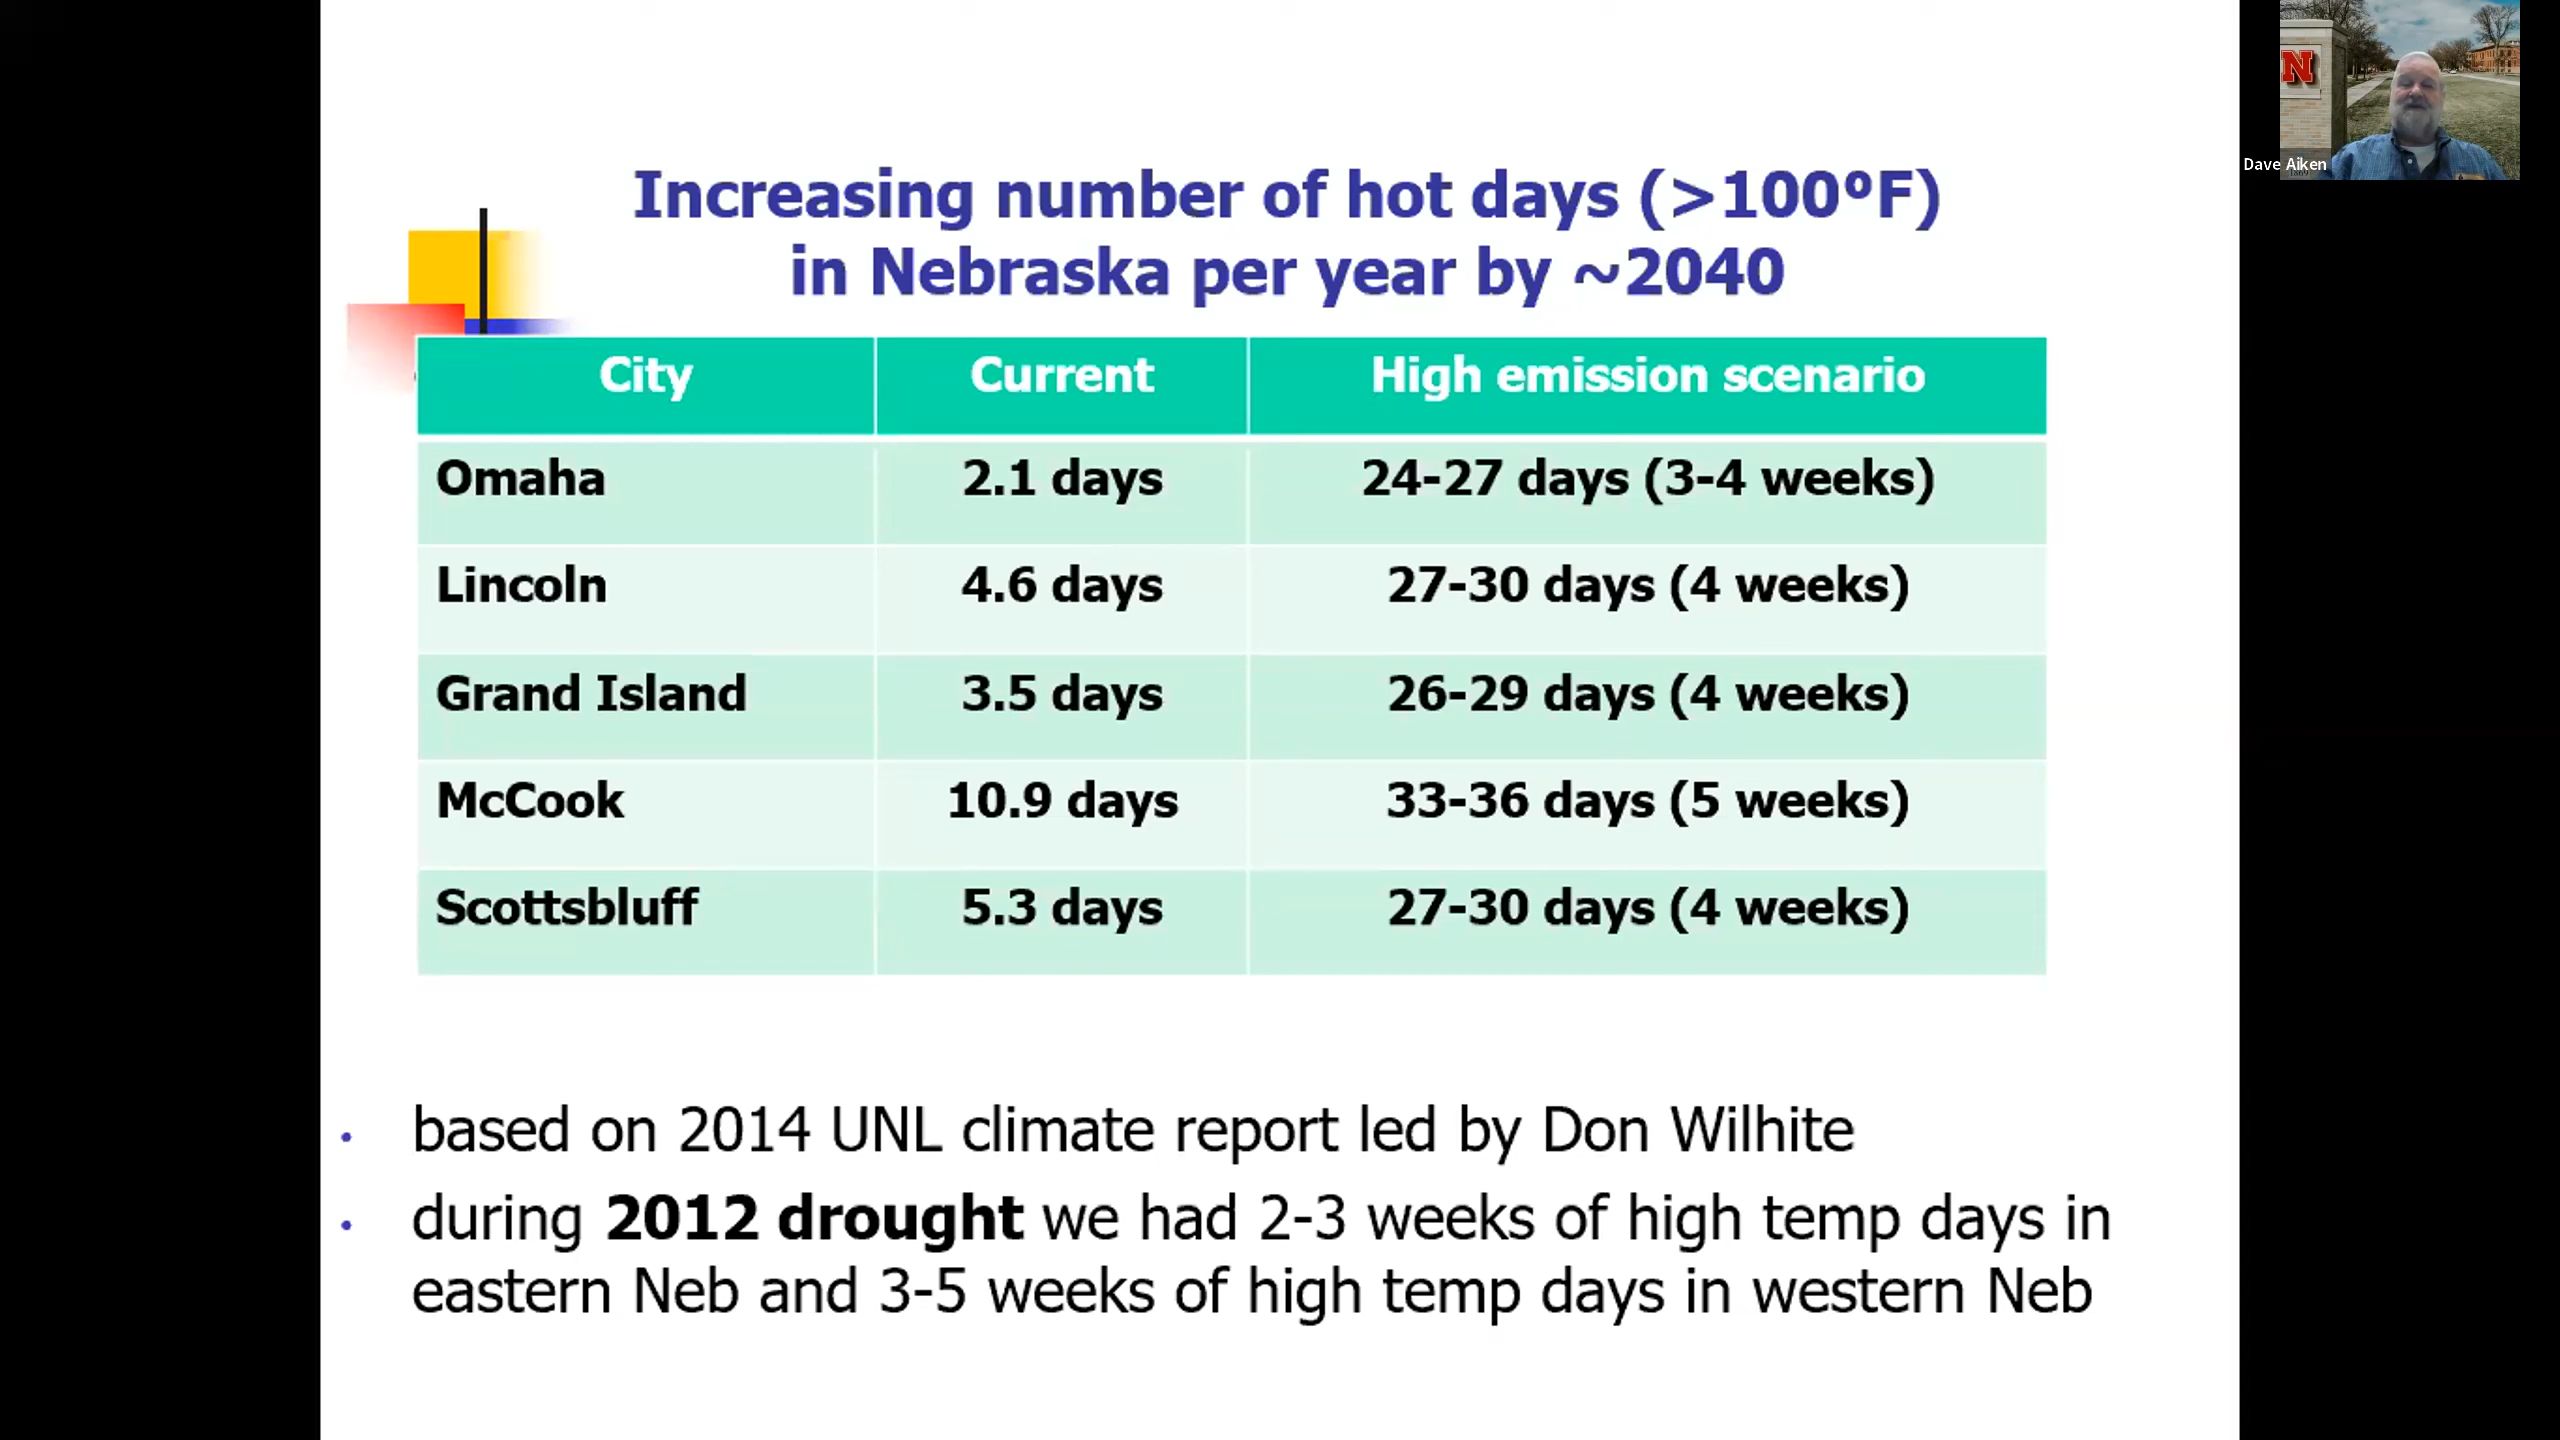 Increasing number of hot days (>100°F)
in Nebraska per year by ~2040
City Current High emission scenario
Omaha 2.1 days 24-27 days (3-4 weeks)
Lincoln 4.6 days 27-30 days (4 weeks)
Grand Island 3.5 days 26-29 days (4 weeks)
McCook 10.9 days 33-36 days (5 weeks)
Scottsbluff 5.3 days 27-30 days (4 weeks)
• based on 2014 UNL climate report led by Don Wilhite
• during 2012 drought we had 2-3 weeks of high temp days in
eastern Neb and 3-5 weeks of high temp days in western Neb
N
Dave Aiken